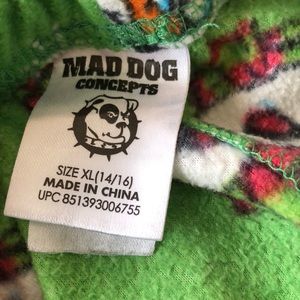 MAD DOG
CONCEPTS
SIZE XL(14/16)
MADE IN CHINA
UPC 851393006755